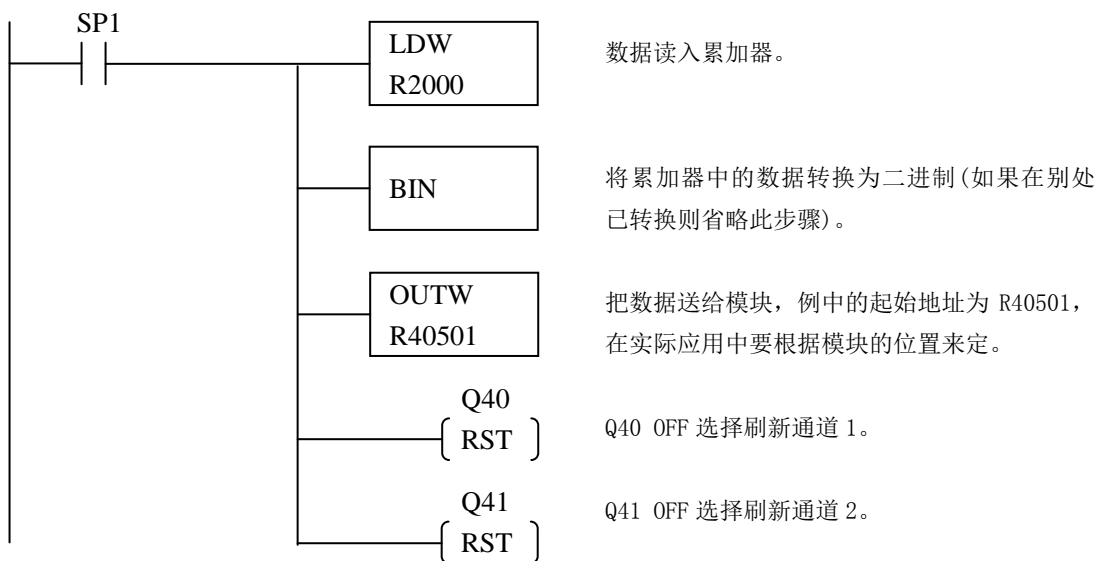 SP1
LDW
R2000
数据读入累加器。
BIN
将累加器中的数据转换为二进制(如果在别处
已转换则省略此步骤)。
OUTW
R40501
把数据送给模块，例中的起始地址为 R40501，
在实际应用中要根据模块的位置来定。
Q40
RST
Q40 OFF 选择刷新通道 1。
Q41
RST
Q41 OFF 选择刷新通道 2。